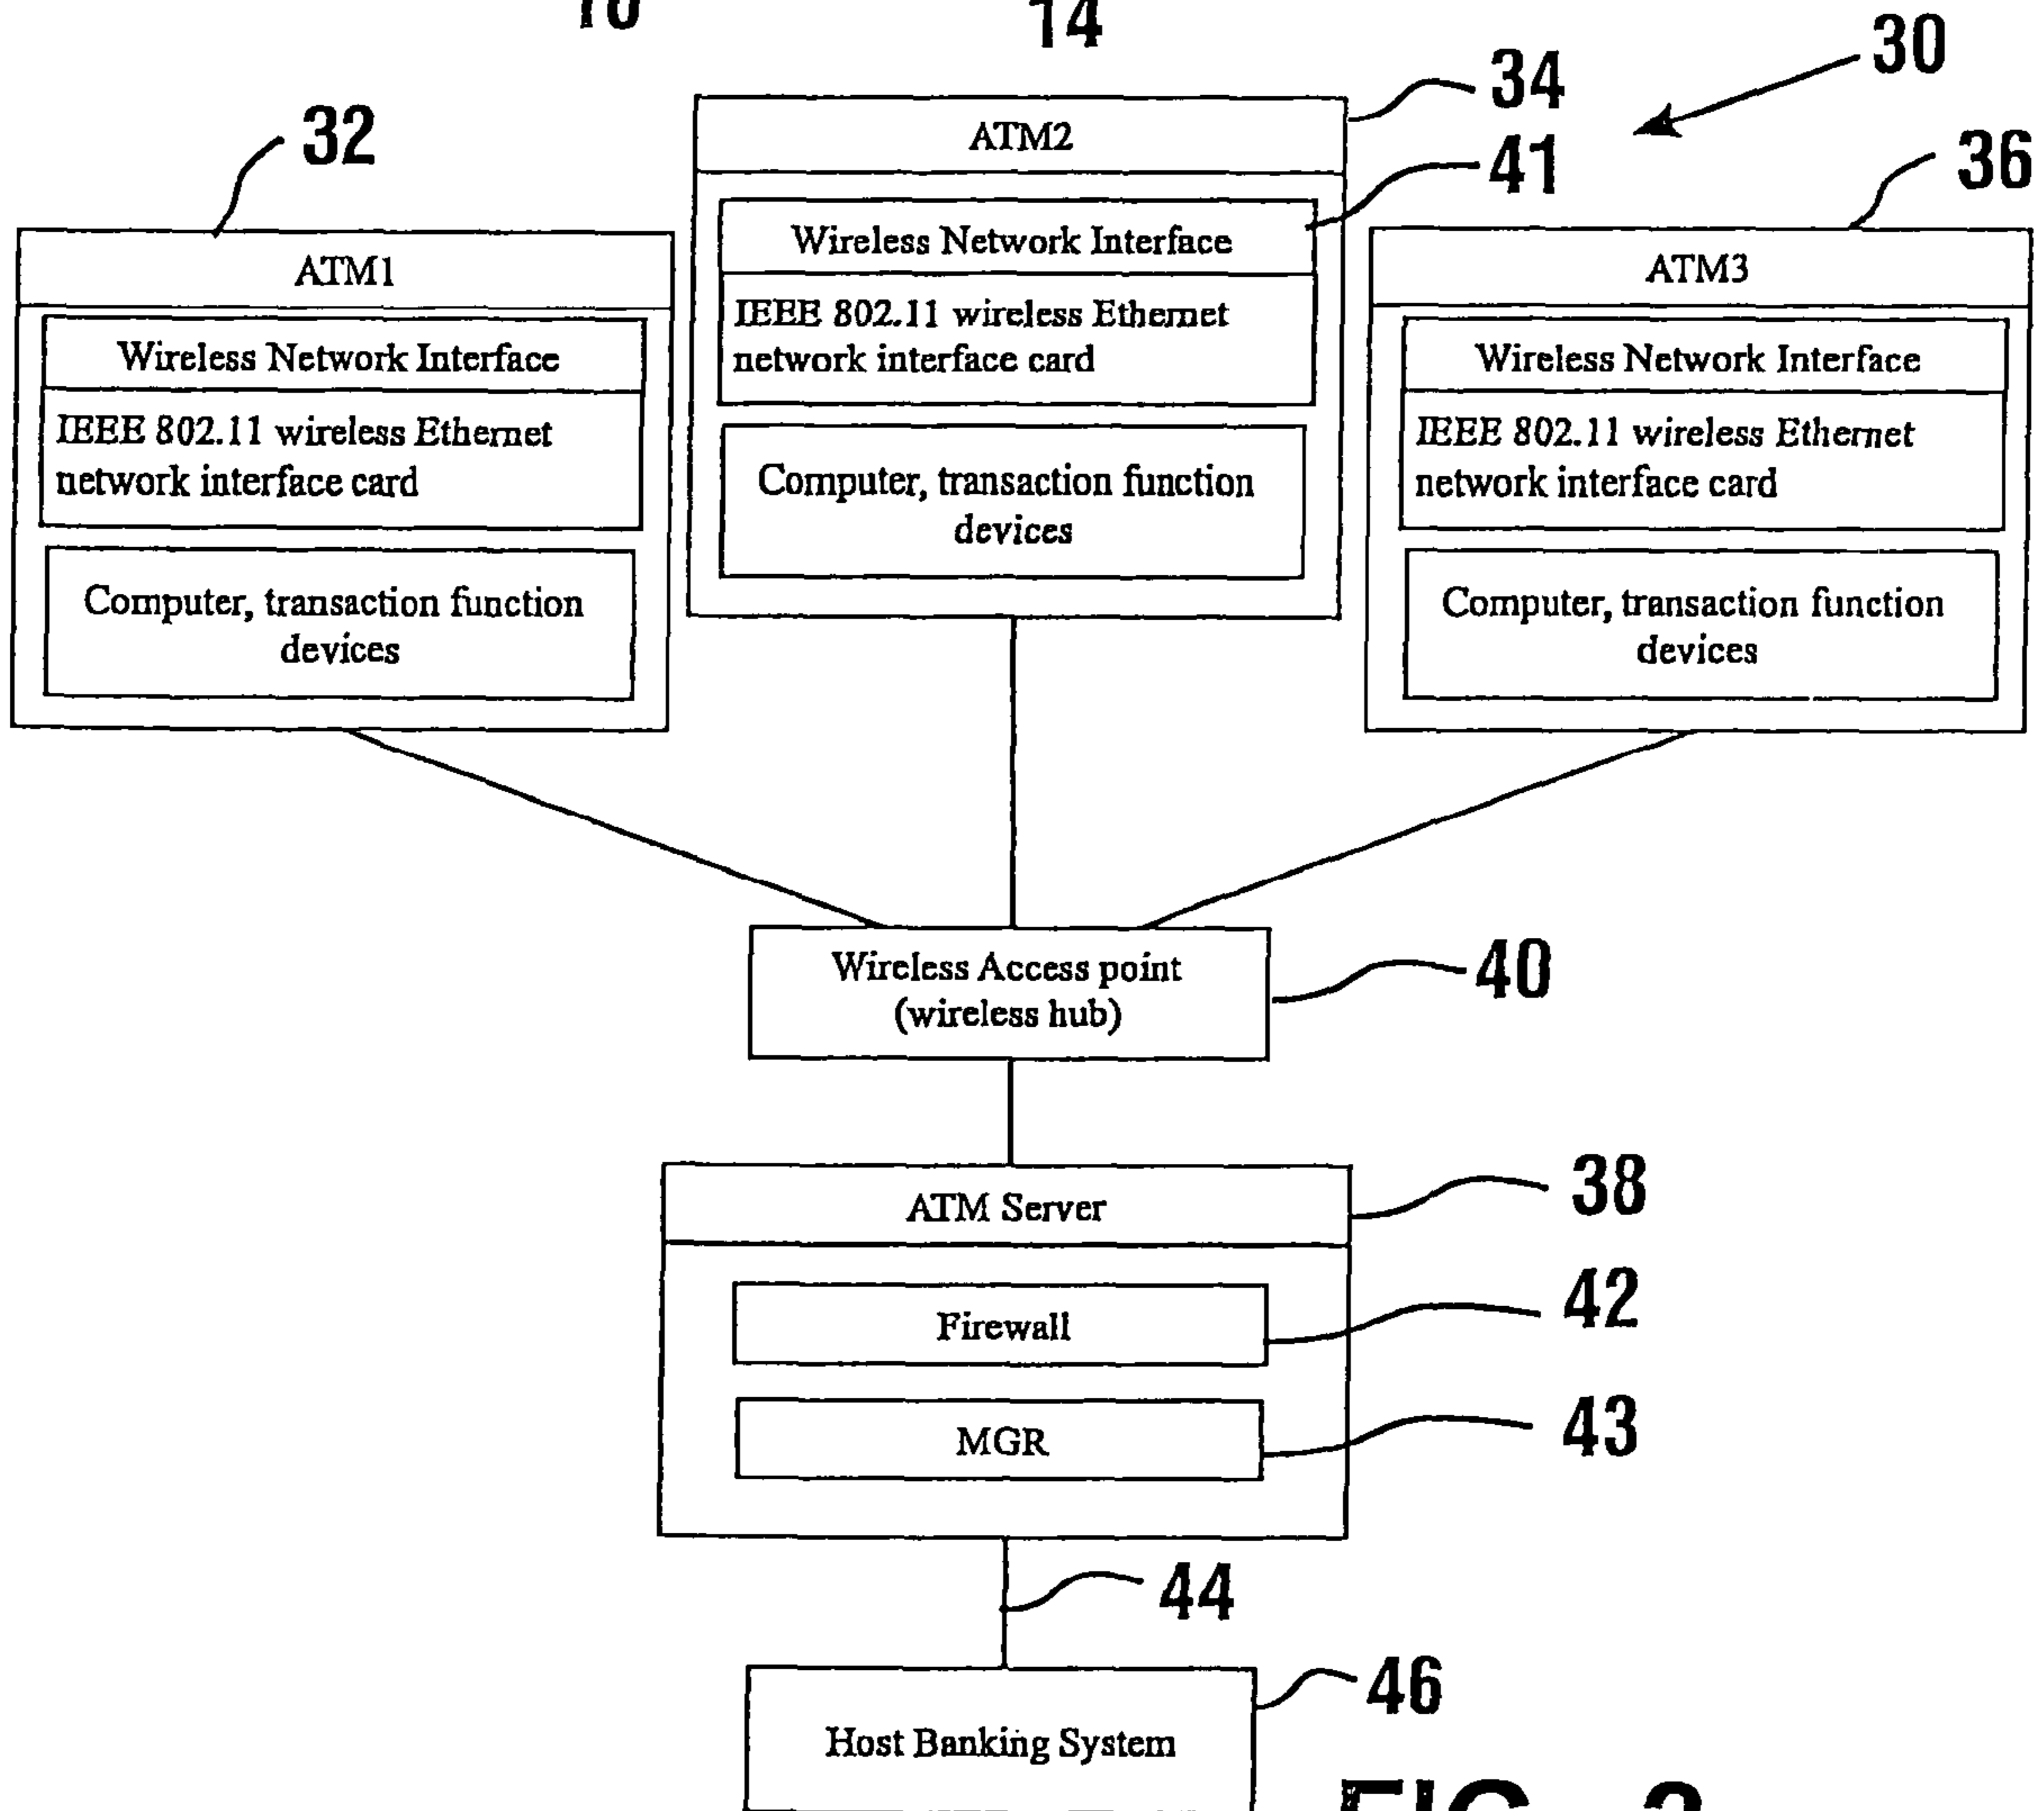 14
30
34
32
ATM2
41
36
Wireless Network Interface
ATM1
ATM3
IEEE 802.11 wireless Ethernet
network interface card
Wireless Network Interface
Wireless Network Interface
IEEE 802.11 wireless Ethernet
network interface card
IEEE 802.11 wireless Ethernet
network interface card
Computer, transaction function
devices
Computer, transaction function
devices
Computer, transaction function
devices
Wireless Access point
(wireless hub)
40
ATM Server
38
Firewall
42
MGR
43
44
46
Host Banking System